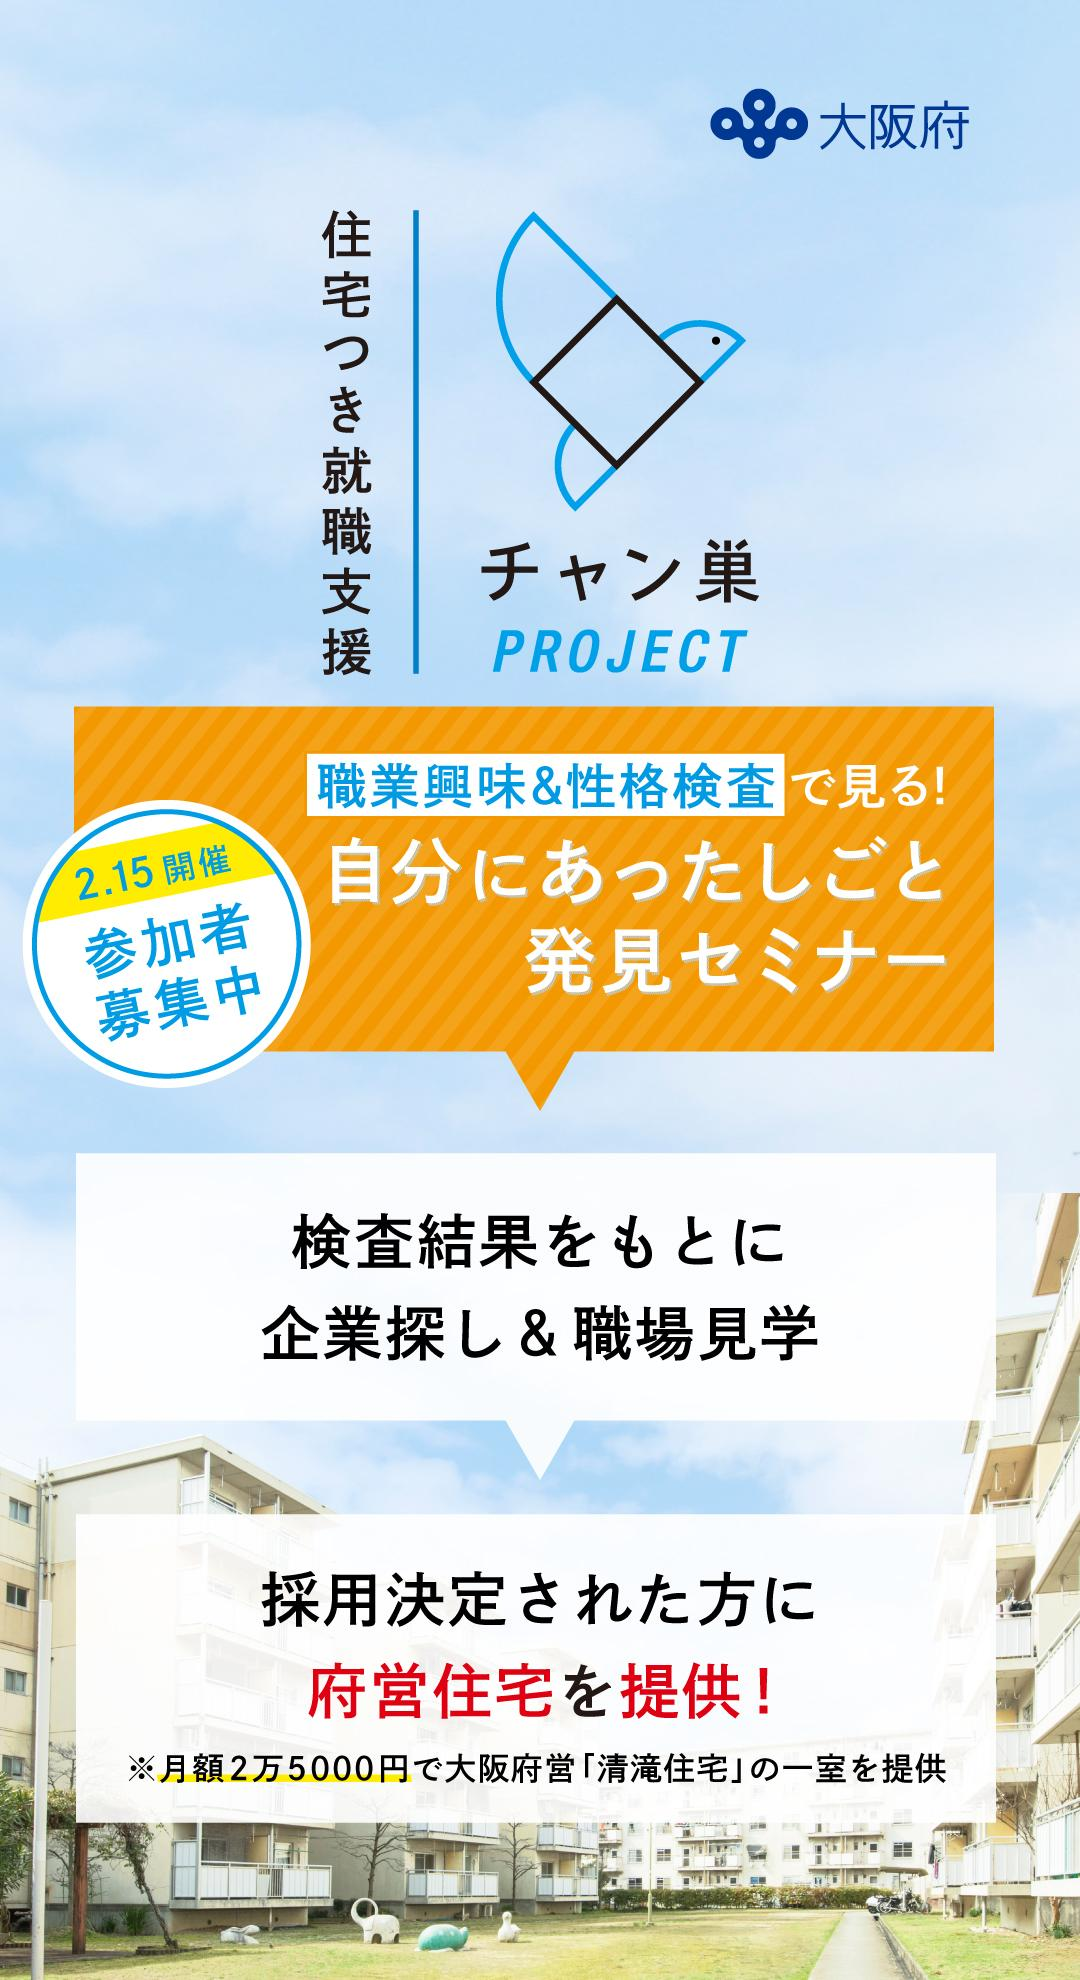 大阪府
住宅つき就職支援
チャン巣
PROJECT
職業興味&性格検査で見る!
自分にあったしごと
発見セミナー
2.15 開催
参加者
募集中
検査結果をもとに
企業探し&職場見学
採用決定された方に
府営住宅を提供!
※月額2万5000円で大阪府営「清滝住宅」の一室を提供